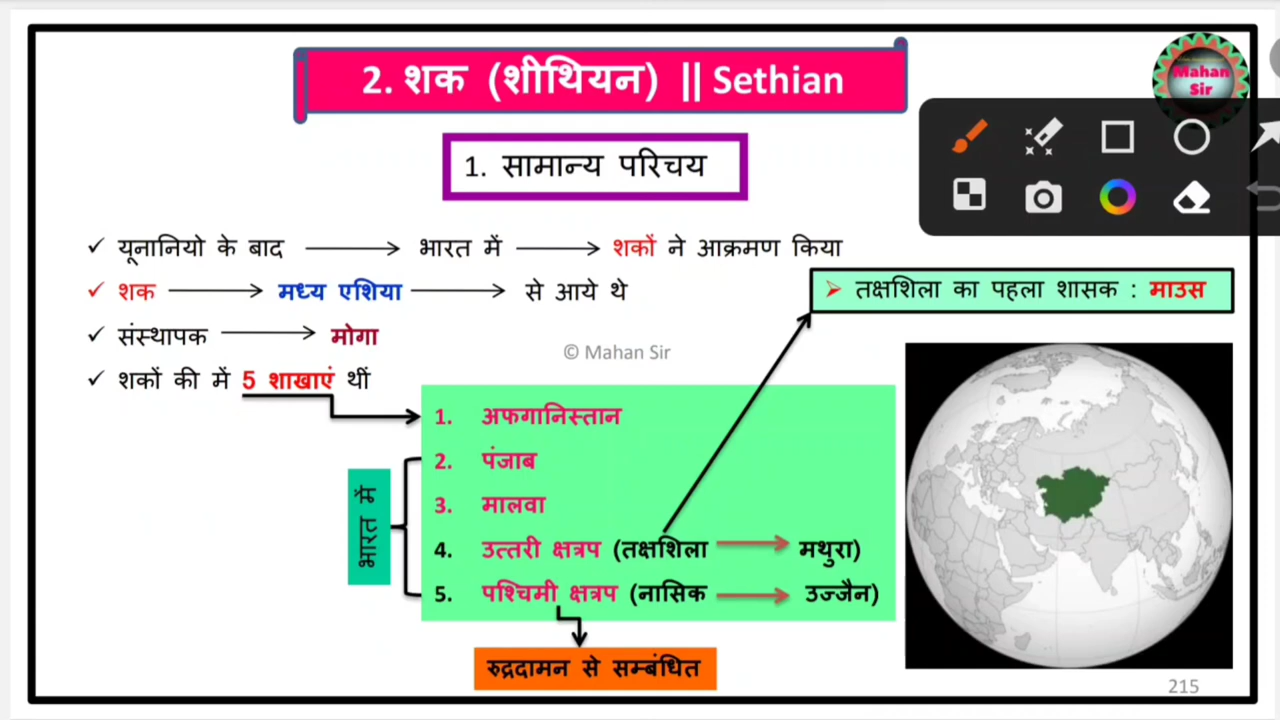 2. शक (शीथियन) || Sethian
Mahan
Sir
1. सामान्य परिचय
✓ यूनानियो के बाद ⟶ भारत में ⟶ शकों ने आक्रमण किया
✓ शक ⟶ मध्य एशिया ⟶ से आये थे
➢ तक्षशिला का पहला शासक : माउस
✓ संस्थापक ⟶ मोगा
© Mahan Sir
✓ शकों की में 5 शाखाएं थीं
1. अफगानिस्तान
2. पंजाब
3. मालवा
4. उत्तरी क्षत्रप (तक्षशिला ⟶ मथुरा)
5. पश्चिमी क्षत्रप (नासिक ⟶ उज्जैन)
भारत में
रुद्रदामन से सम्बंधित
215